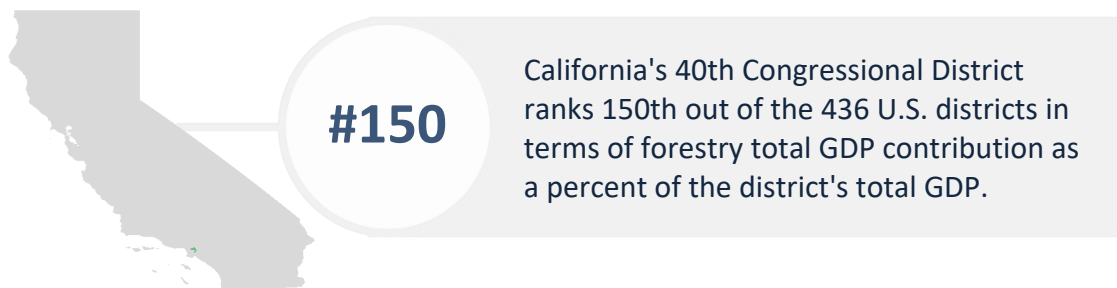 #150
California's 40th Congressional District
ranks 150th out of the 436 U.S. districts in
terms of forestry total GDP contribution as
a percent of the district's total GDP.